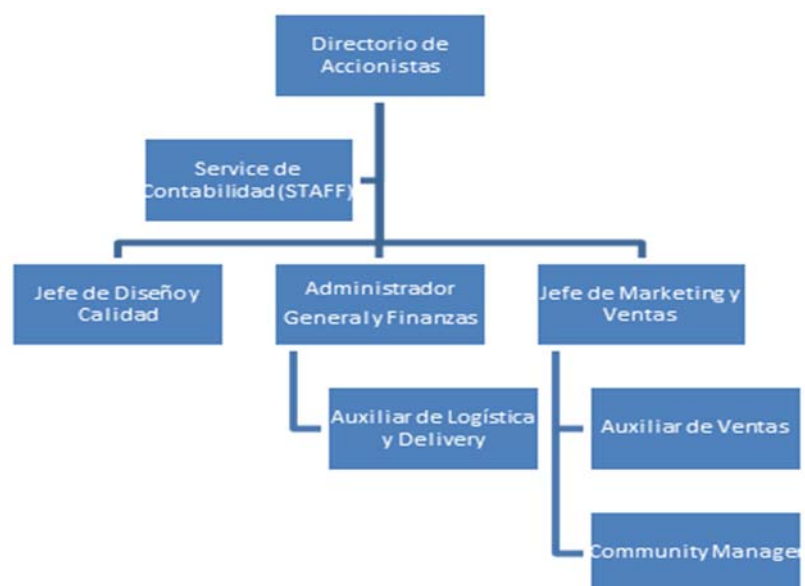 Directorio de
Accionistas
Service de
Contabilidad (STAFF)
Jefe de Diseño y
Calidad
Administrador
General y Finanzas
Jefe de Marketing y
Ventas
Auxiliar de Logística
y Delivery
Auxiliar de Ventas
Community Manager